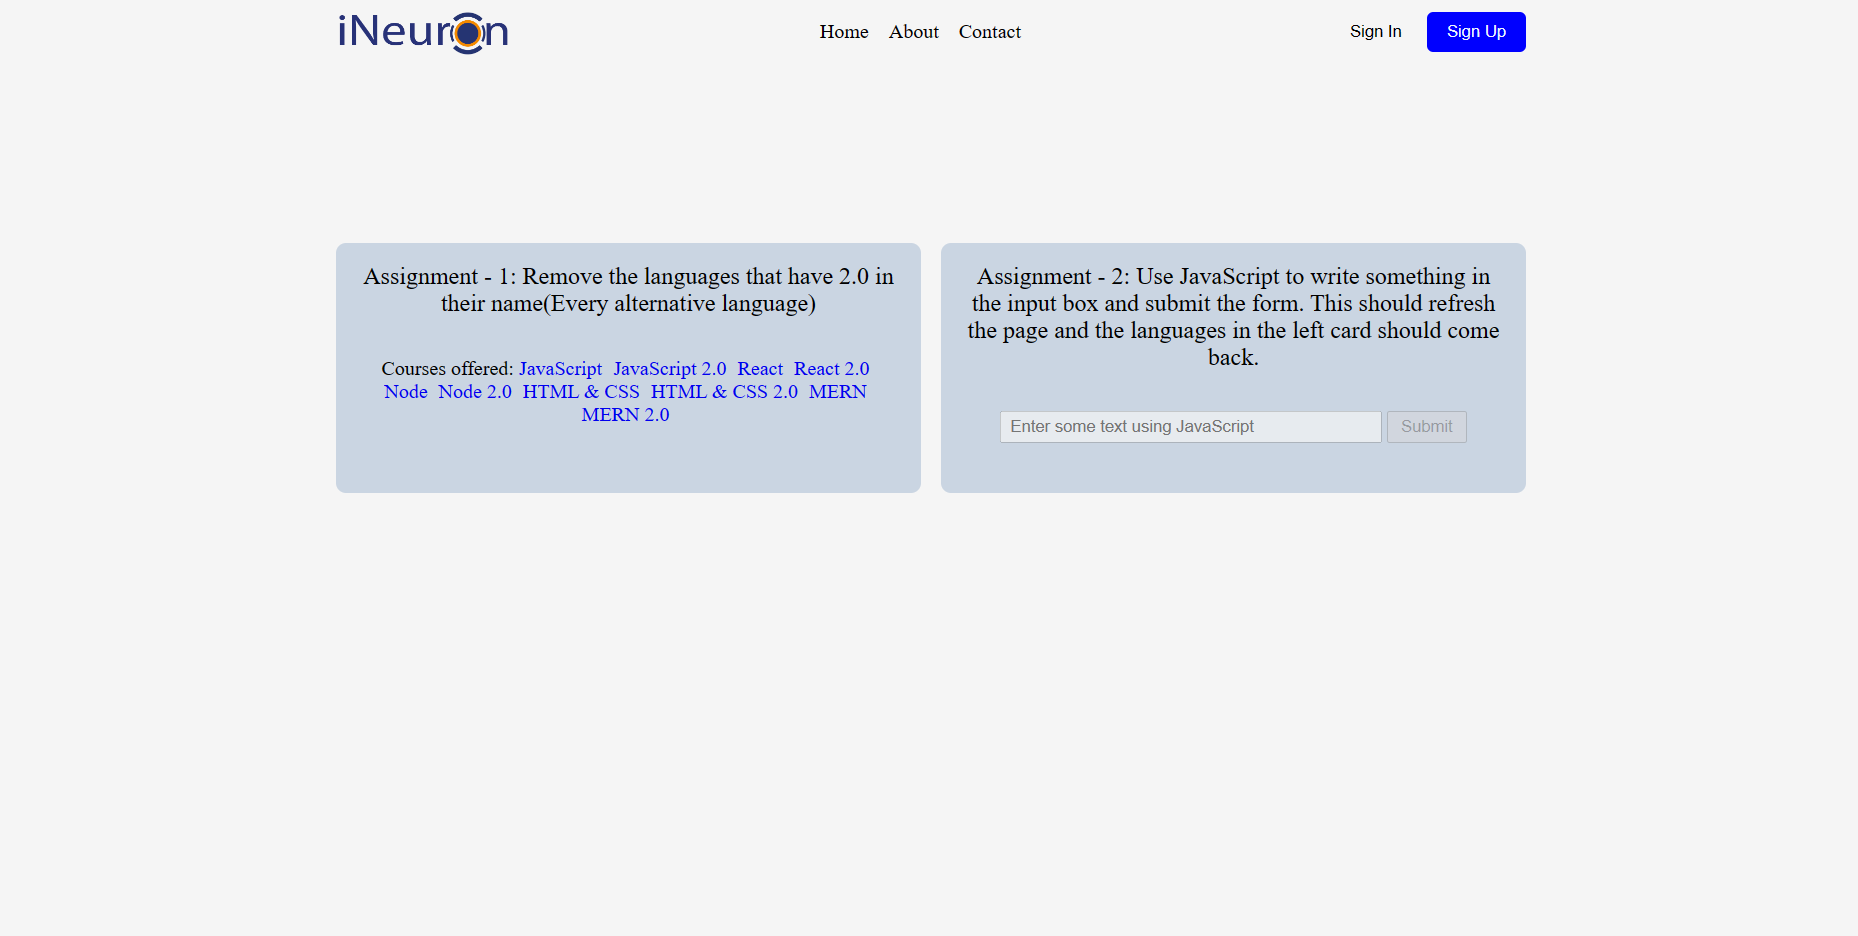 iNeuron
Home About Contact
Sign In Sign Up
Assignment - 1: Remove the languages that have 2.0 in
their name(Every alternative language)
Courses offered: JavaScript JavaScript 2.0 React React 2.0
Node Node 2.0 HTML & CSS HTML & CSS 2.0 MERN
MERN 2.0
Assignment - 2: Use JavaScript to write something in
the input box and submit the form. This should refresh
the page and the languages in the left card should come
back.
Enter some text using JavaScript Submit